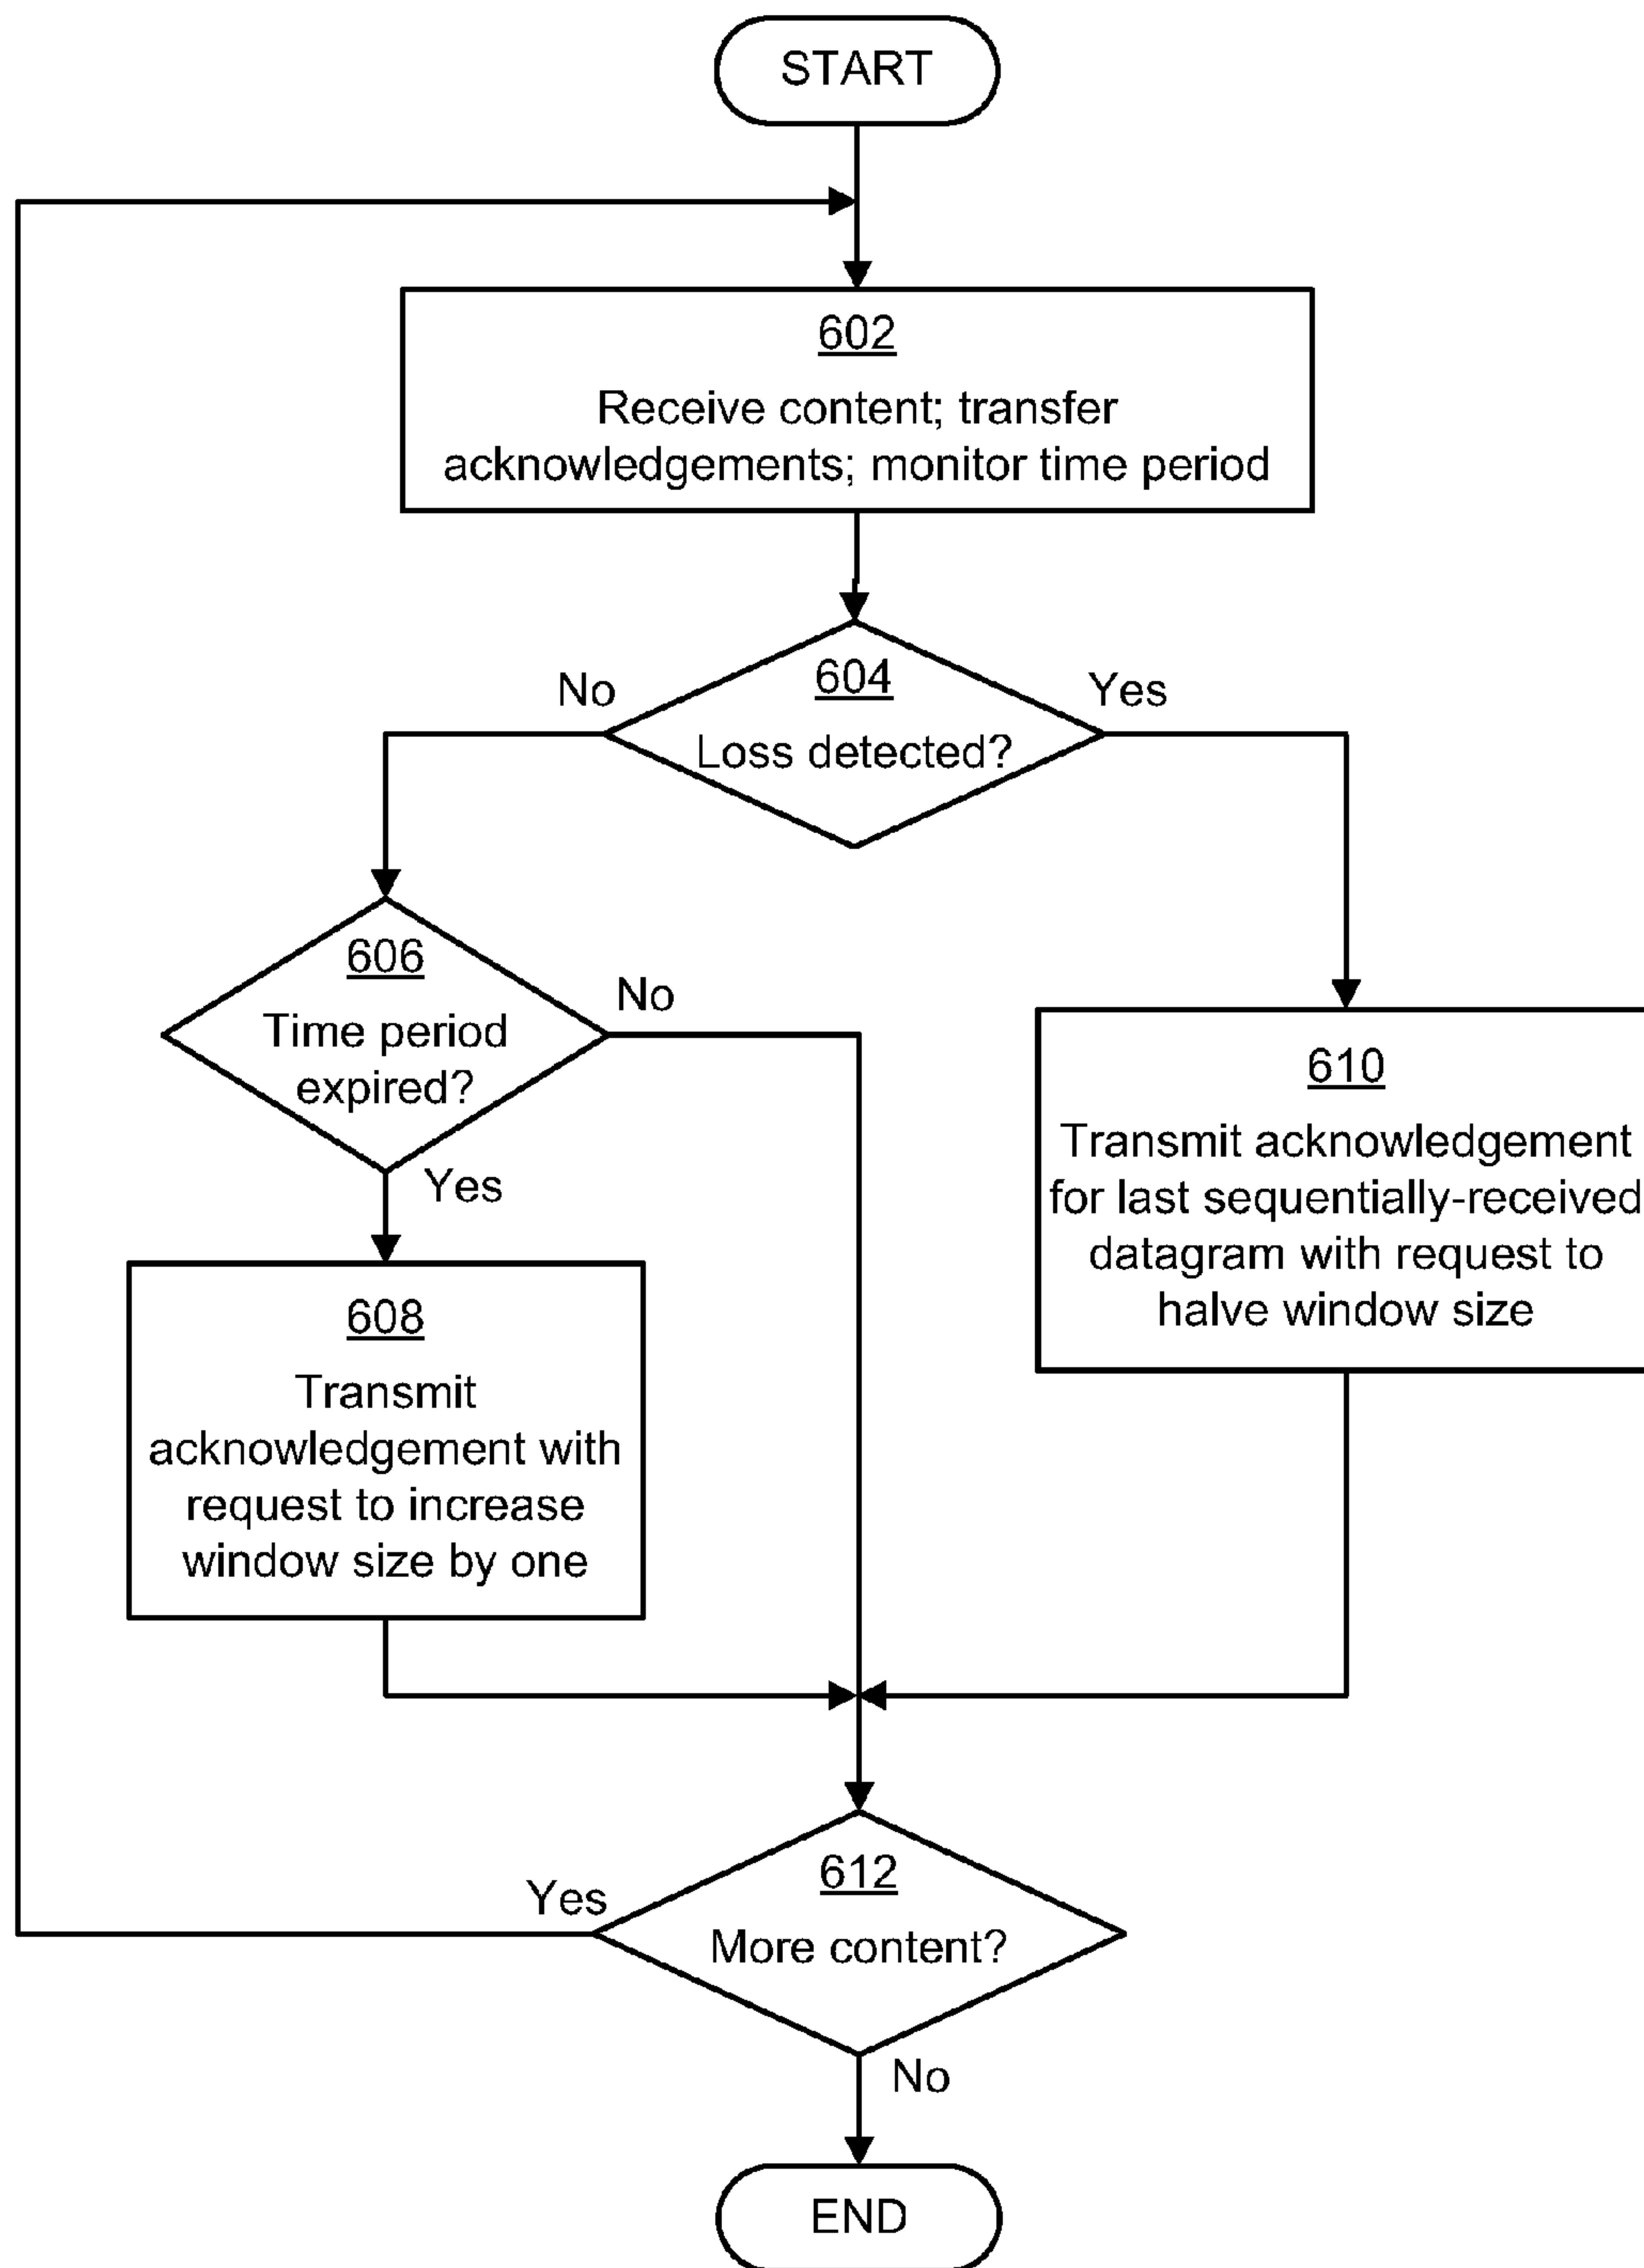 START
602
Receive content; transfer
acknowledgements; monitor time period
604
No
Yes
Loss detected?
606
No
Time period
expired?
Yes
610
Transmit acknowledgement
for last sequentially-received
datagram with request to
halve window size
608
Transmit
acknowledgement with
request to increase
window size by one
612
Yes
More content?
No
END